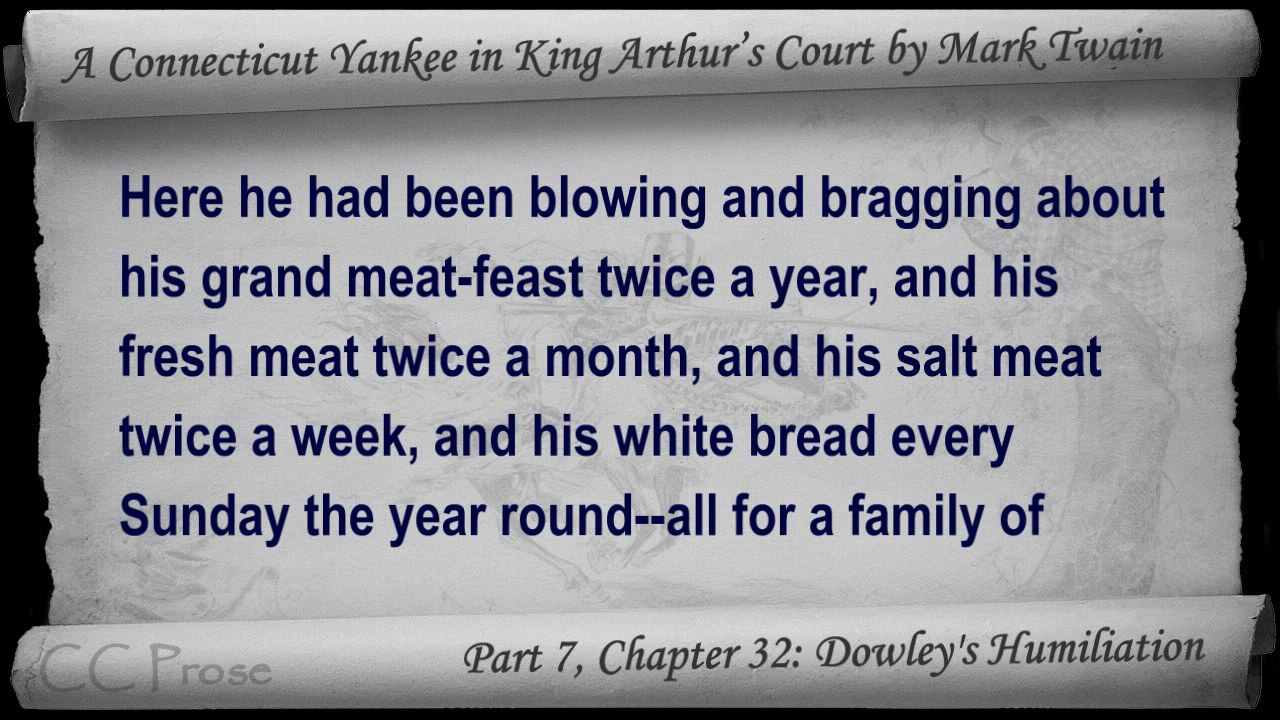 A Connecticut Yankee in King Arthur's Court by Mark Twain
Here he had been blowing and bragging about
his grand meat-feast twice a year, and his
fresh meat twice a month, and his salt meat
twice a week, and his white bread every
Sunday the year round--all for a family of
CC Prose
Part 7, Chapter 32: Dowley's Humiliation